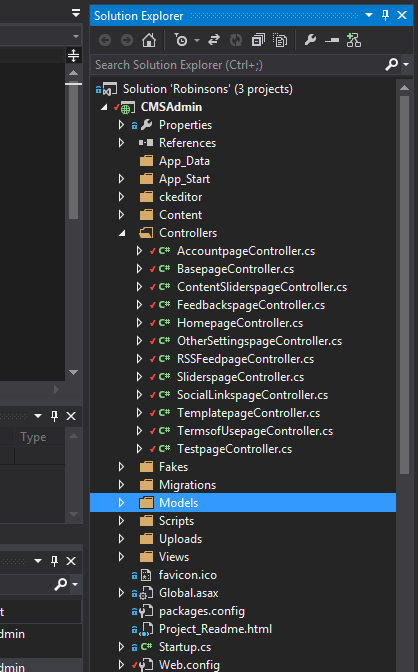 Solution Explorer
Search Solution Explorer (Ctrl+;)
Solution 'Robinsons' (3 projects)
CMSAdmin
Properties
References
App_Data
App_Start
ckeditor
Content
Controllers
C# AccountpageController.cs
C# BasepageController.cs
C# ContentSliderspageController.cs
C# FeedbackspageController.cs
C# HomepageController.cs
C# OtherSettingspageController.cs
C# RSSFeedpageController.cs
C# SliderspageController.cs
C# SocialLinkspageController.cs
C# TemplatepageController.cs
C# TermsofUsepageController.cs
C# TestpageController.cs
Type
Fakes
Migrations
Models
Scripts
Uploads
Views
favicon.ico
Global.asax
packages.config
Project_Readme.html
C# Startup.cs
Web.config
t
dmin
dmin